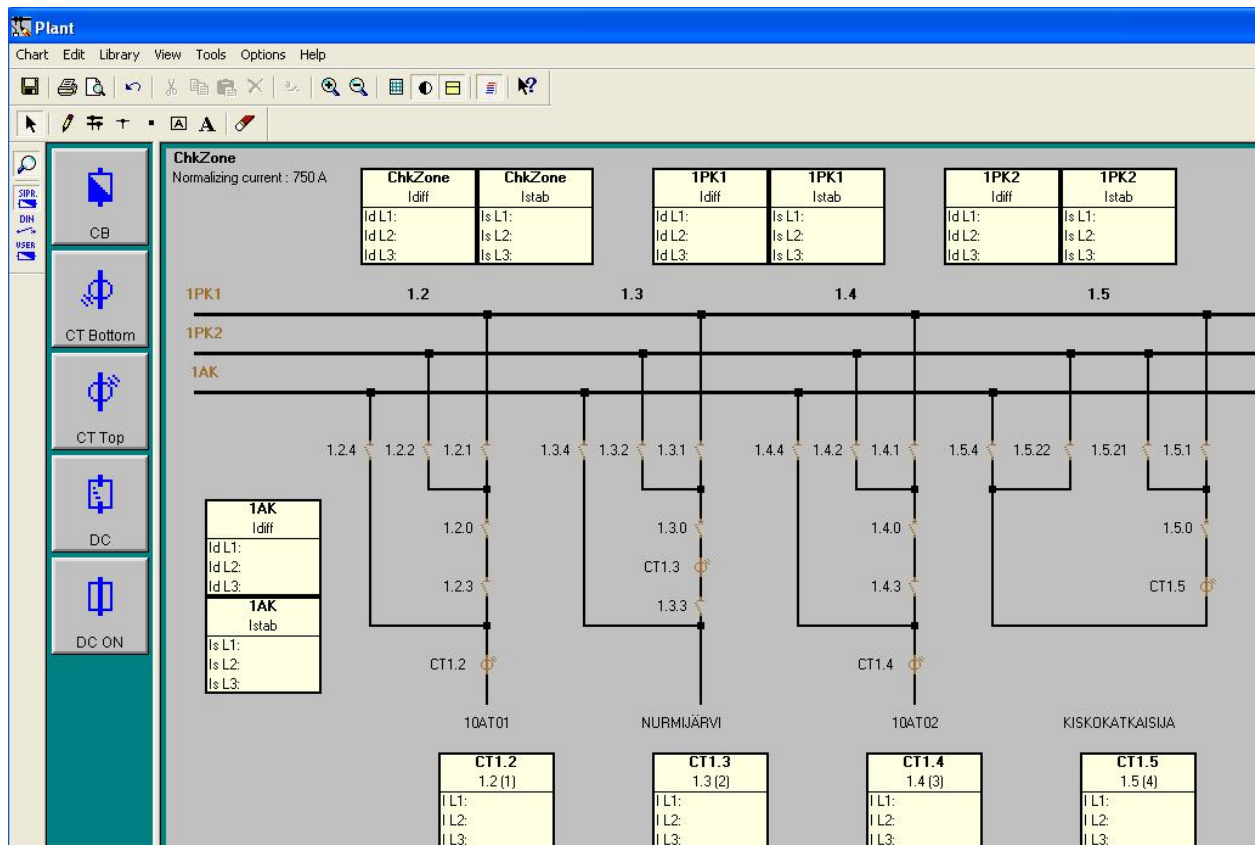 Plant
Chart Edit Library View Tools Options Help
SIPR.
DIN
USER
CB
CT Bottom
CT Top
DC
DC ON
ChkZone
Normalizing current : 750 A
ChkZone ChkZone 1PK1 1PK1 1PK2 1PK2
Idiff Istab Idiff Istab Idiff Istab
Id L1: Is L1: Id L1: Is L1: Id L1: Is L1:
Id L2: Is L2: Id L2: Is L2: Id L2: Is L2:
Id L3: Is L3: Id L3: Is L3: Id L3: Is L3:
1PK1 1.2 1.3 1.4 1.5
1PK2
1AK
1.2.4 1.2.2 1.2.1 1.3.4 1.3.2 1.3.1 1.4.4 1.4.2 1.4.1 1.5.4 1.5.22 1.5.21 1.5.1
1AK
Idiff
Id L1:
Id L2:
Id L3:
1AK
Istab
Is L1:
Is L2:
Is L3:
1.2.0 1.3.0 1.4.0 1.5.0
CT1.3
1.2.3 1.4.3 CT1.5
1.3.3
CT1.2 CT1.4
10AT01 NURMIJÄRVI 10AT02 KISKOKATKAISIJA
CT1.2 CT1.3 CT1.4 CT1.5
1.2 (1) 1.3 (2) 1.4 (3) 1.5 (4)
I L1: I L1: I L1: I L1:
I L2: I L2: I L2: I L2:
I L3: I L3: I L3: I L3: